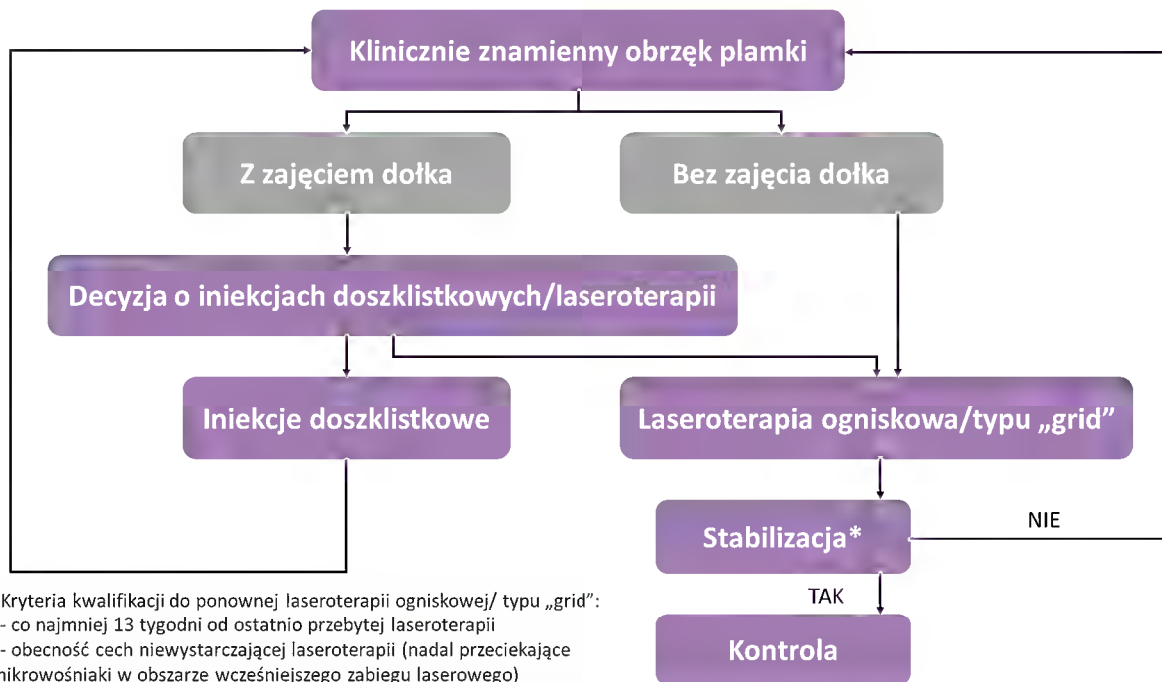 Klinicznie znamienny obrzęk plamki
Z zajęciem dołka
Bez zajęcia dołka
Decyzja o iniekcjach doszklistkowych/laseroterapii
Iniekcje doszklistkowe
Laseroterapia ogniskowa/typu „grid”
Stabilizacja*
NIE
TAK
Kontrola
Kryteria kwalifikacji do ponownej laseroterapii ogniskowej/ typu „grid”:
- co najmniej 13 tygodni od ostatnio przebytej laseroterapii
- obecność cech niewystarczającej laseroterapii (nadal przeciekające
mikrowośniaki w obszarze wcześniejszego zabiegu laserowego)